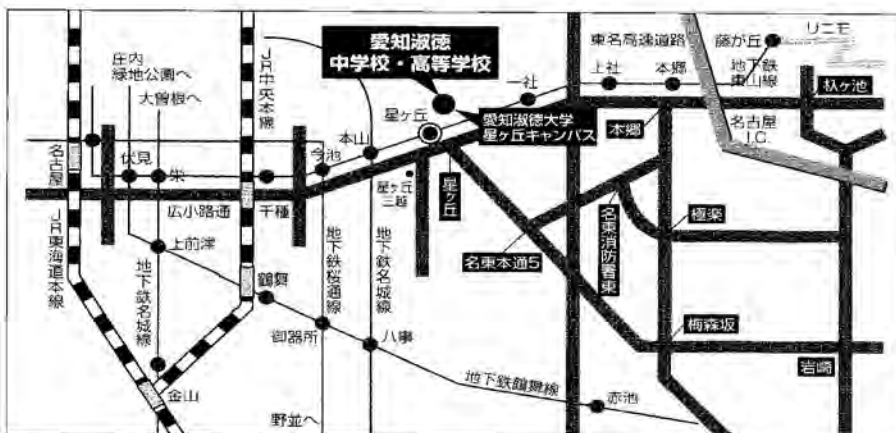 愛知淑徳
中学校・高等学校
東名高速道路
藤が丘
リニモ
庄内
緑地公園へ
大曽根へ
JR中央本線
一社
上社
本郷
地下鉄
東山線
杁ヶ池
星ヶ丘
愛知淑徳大学
星ヶ丘キャンパス
本山
本郷
名古屋
I.C.
名古屋
伏見
栄
今池
星ヶ丘
三越
星ヶ丘
広小路通
千種
名東消防署東
極楽
JR東海道本線
上前津
地下鉄名城線
鶴舞
地下鉄桜通線
地下鉄名城線
名東本通5
御器所
八事
梅森坂
岩崎
金山
地下鉄鶴舞線
赤池
野並へ